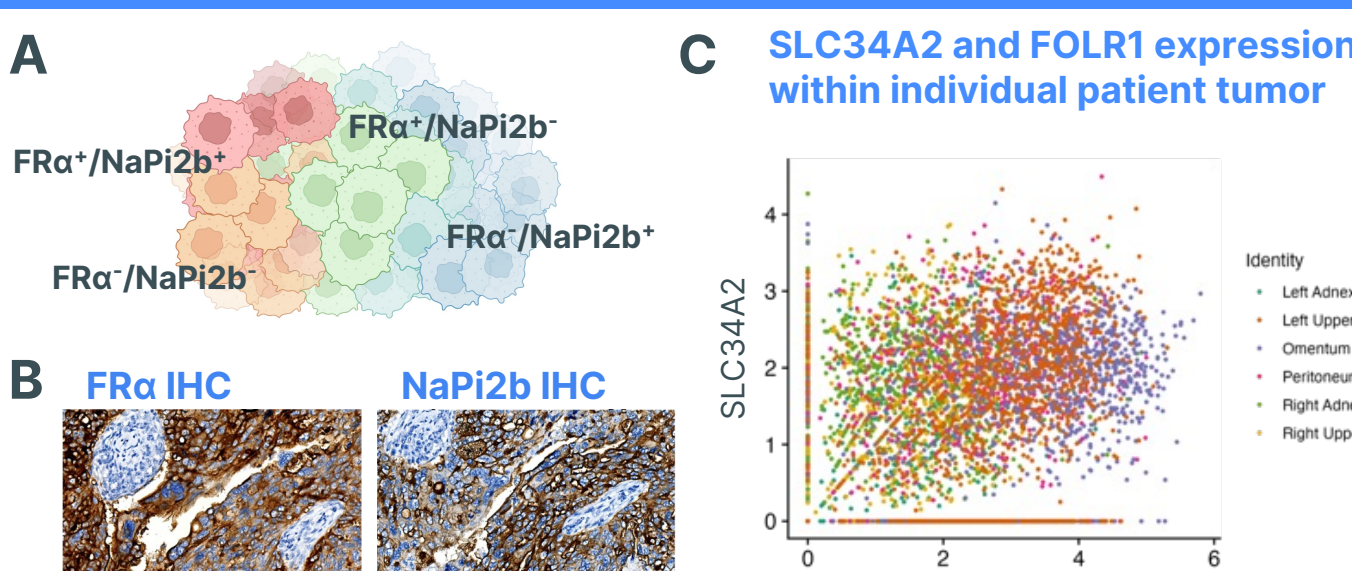 A
FRα⁺/NaPi2b⁻
FRα⁺/NaPi2b⁺
FRα⁻/NaPi2b⁺
FRα⁻/NaPi2b⁻
B
FRα IHC
NaPi2b IHC
C
SLC34A2 and FOLR1 expression
within individual patient tumor
SLC34A2
4
3
2
1
0
0 2 4 6
Identity
Left Adnex
Left Upper
Omentum
Peritoneur
Right Adne
Right Upp